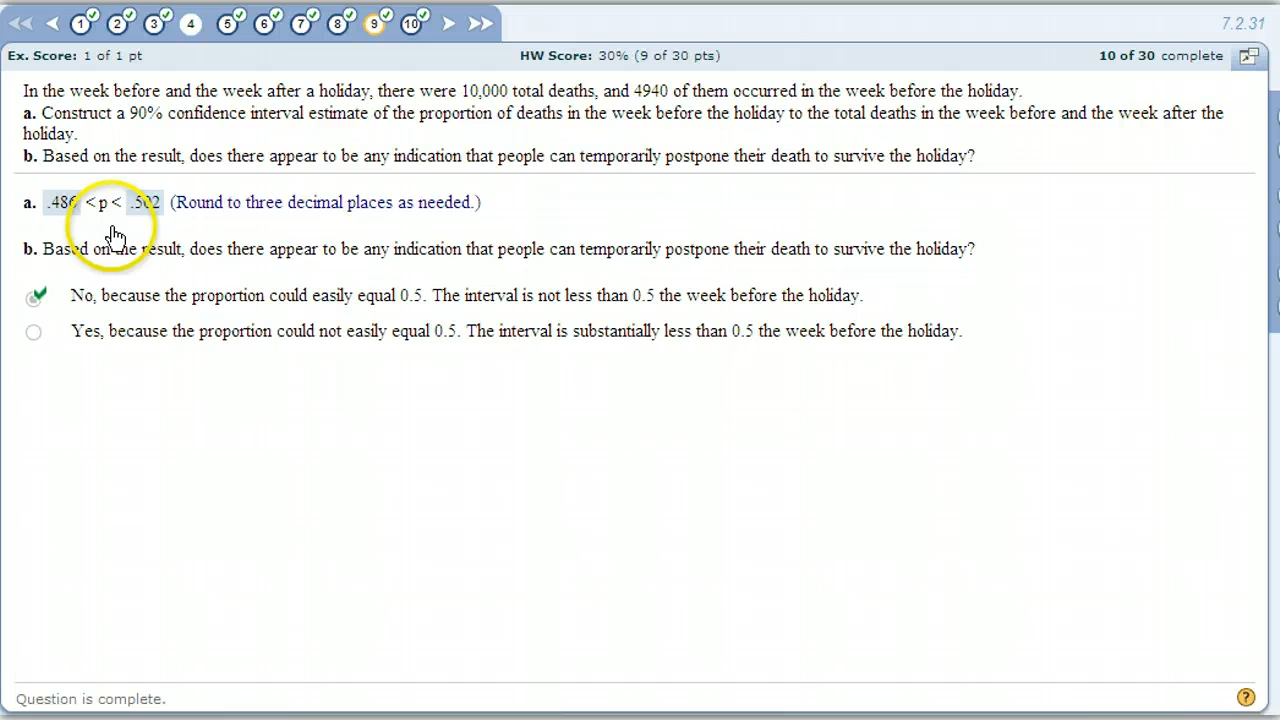 1 2 3 4 5 6 7 8 9 10 7.2.31
Ex. Score: 1 of 1 pt HW Score: 30% (9 of 30 pts) 10 of 30 complete
In the week before and the week after a holiday, there were 10,000 total deaths, and 4940 of them occurred in the week before the holiday.
a. Construct a 90% confidence interval estimate of the proportion of deaths in the week before the holiday to the total deaths in the week before and the week after the
holiday.
b. Based on the result, does there appear to be any indication that people can temporarily postpone their death to survive the holiday?
a. .486 < p < .502 (Round to three decimal places as needed.)
b. Based on the result, does there appear to be any indication that people can temporarily postpone their death to survive the holiday?
No, because the proportion could easily equal 0.5. The interval is not less than 0.5 the week before the holiday.
Yes, because the proportion could not easily equal 0.5. The interval is substantially less than 0.5 the week before the holiday.
Question is complete. ?